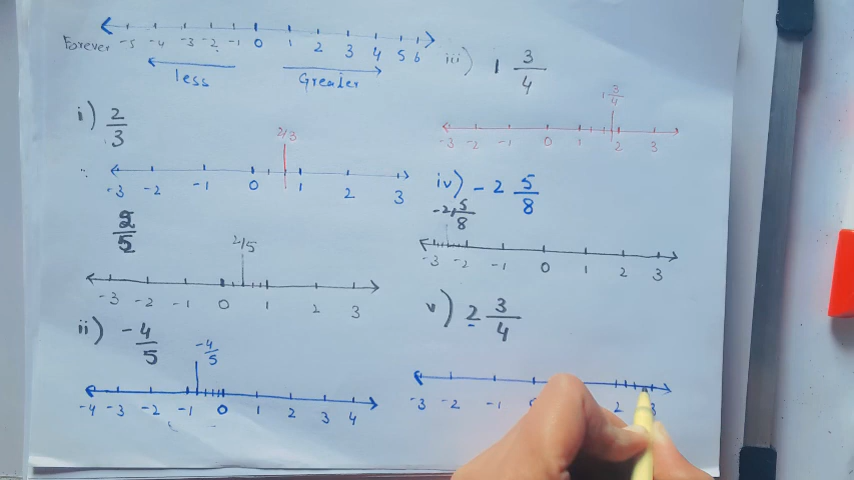 Forever -5 -4 -3 -2 -1 0 1 2 3 4 5 6
less Greater
i) 2/3
2/3
-3 -2 -1 0 1 2 3
2/5
2/5
-3 -2 -1 0 1 2 3
ii) -4/5
-4/5
-4 -3 -2 -1 0 1 2 3 4
iii) 1 3/4
1 3/4
-3 -2 -1 0 1 2 3
iv) -2 5/8
-2 5/8
-3 -2 -1 0 1 2 3
v) 2 3/4
-3 -2 -1 2 3